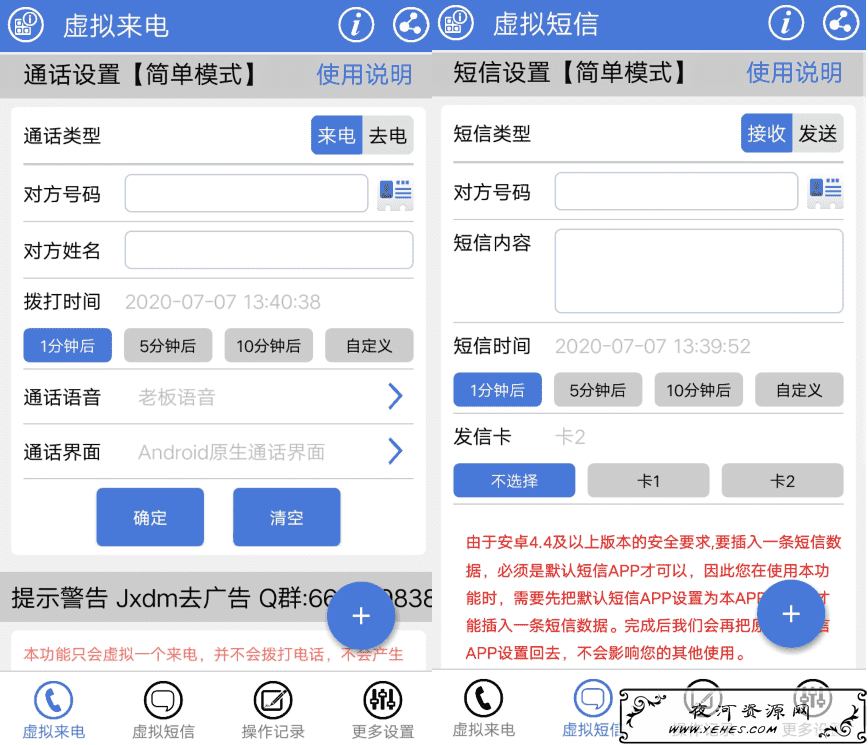 虚拟来电
通话设置【简单模式】 使用说明
通话类型 来电 去电
对方号码
对方姓名
拨打时间 2020-07-07 13:40:38
1分钟后 5分钟后 10分钟后 自定义
通话语音 老板语音
通话界面 Android原生通话界面
确定 清空
提示警告 Jxdm去广告 Q群:66
本功能只会虚拟一个来电，并不会拨打电话，不会产生
虚拟来电 虚拟短信 操作记录 更多设置
虚拟短信
短信设置【简单模式】 使用说明
短信类型 接收 发送
对方号码
短信内容
短信时间 2020-07-07 13:39:52
1分钟后 5分钟后 10分钟后 自定义
发信卡 卡2
不选择 卡1 卡2
由于安卓4.4及以上版本的安全要求,要插入一条短信数
据，必须是默认短信APP才可以，因此您在使用本功
能时，需要先把默认短信APP设置为本APP 才
能插入一条短信数据。完成后我们会再把原 信
APP设置回去，不会影响您的其他使用。
虚拟来电 虚拟短信
夜河资源网
WWW.YEHES.COM